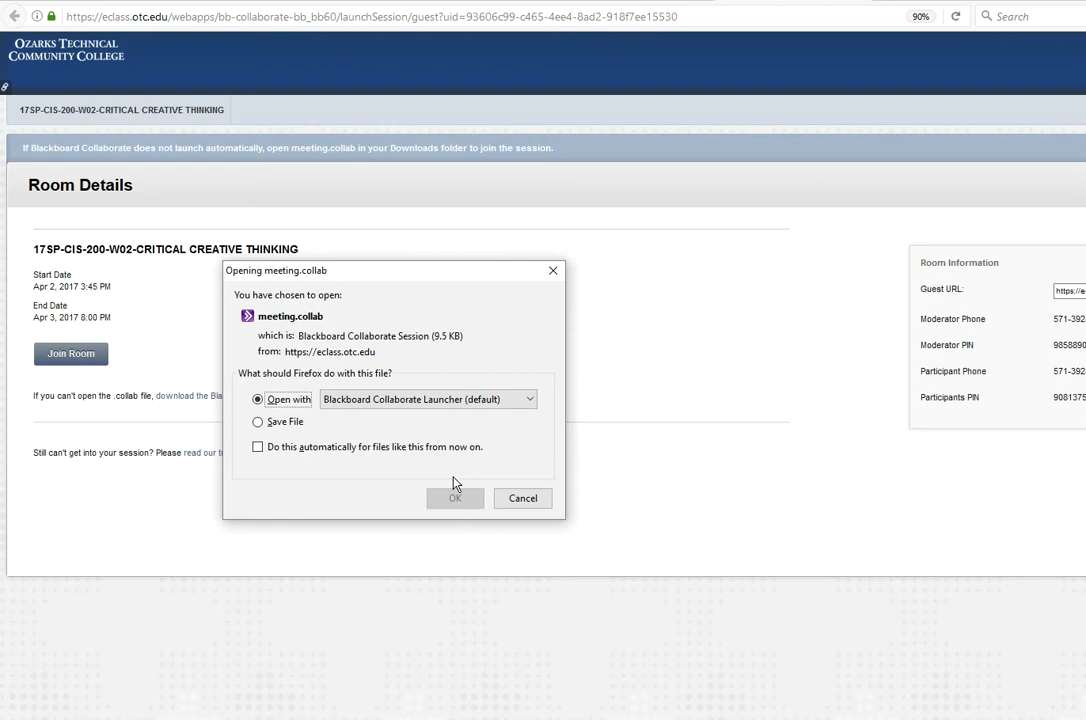 https://eclass.otc.edu/webapps/bb-collaborate-bb_bb60/launchSession/guest?uid=93606c99-c465-4ee4-8ad2-918f7ee15530
90%
Search
OZARKS TECHNICAL
COMMUNITY COLLEGE
17SP-CIS-200-W02-CRITICAL CREATIVE THINKING
If Blackboard Collaborate does not launch automatically, open meeting.collab in your Downloads folder to join the session.
Room Details
17SP-CIS-200-W02-CRITICAL CREATIVE THINKING
Start Date
Apr 2, 2017 3:45 PM
End Date
Apr 3, 2017 8:00 PM
Join Room
If you can't open the .collab file, download the Bla
Still can't get into your session? Please read our tr
Opening meeting.collab
You have chosen to open:
meeting.collab
which is: Blackboard Collaborate Session (9.5 KB)
from: https://eclass.otc.edu
What should Firefox do with this file?
Open with Blackboard Collaborate Launcher (default)
Save File
Do this automatically for files like this from now on.
OK Cancel
Room Information
Guest URL: https://e
Moderator Phone 571-392
Moderator PIN 9858890
Participant Phone 571-392
Participants PIN 9081375